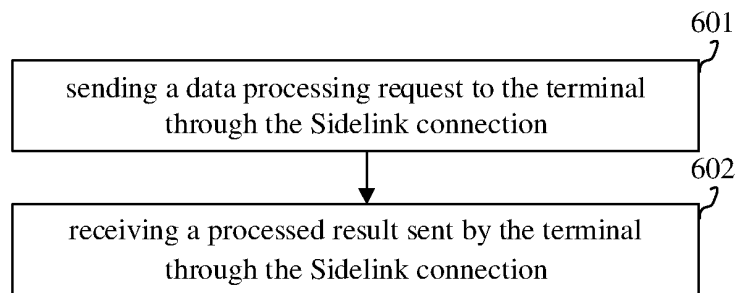 601
sending a data processing request to the terminal
through the Sidelink connection
602
receiving a processed result sent by the terminal
through the Sidelink connection